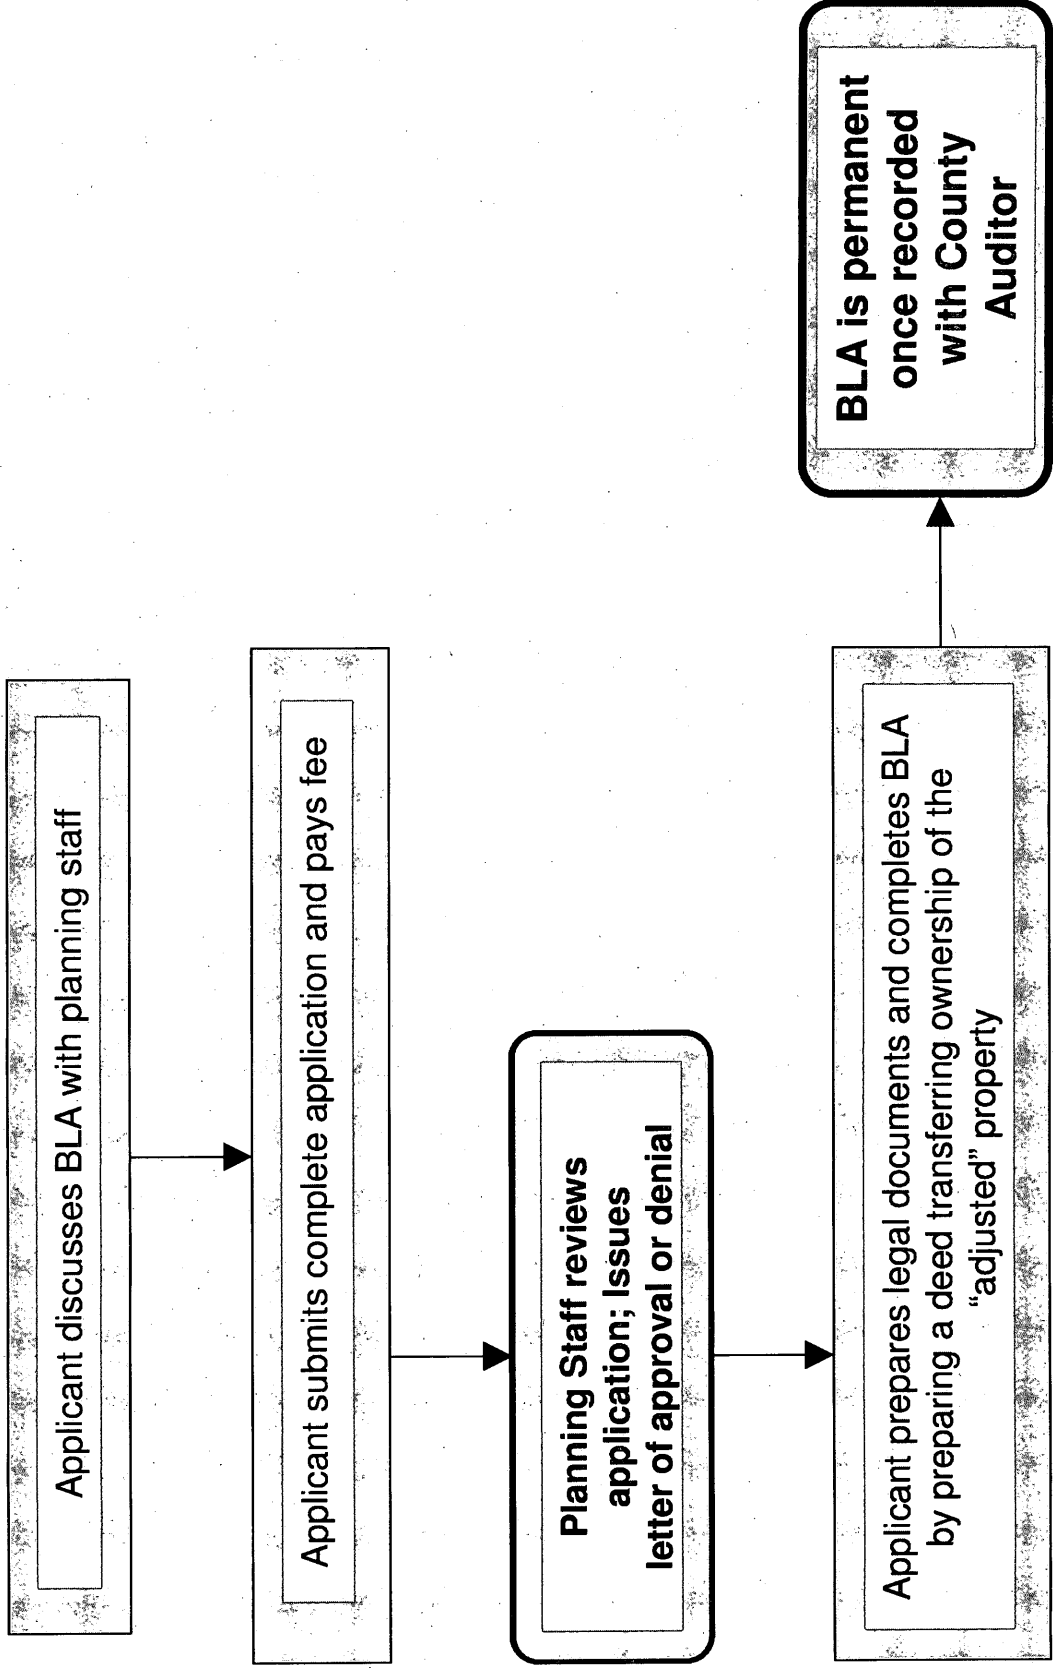 Applicant discusses BLA with planning staff
Applicant submits complete application and pays fee
Planning Staff reviews
application; Issues
letter of approval or denial
Applicant prepares legal documents and completes BLA
by preparing a deed transferring ownership of the
“adjusted” property
BLA is permanent
once recorded
with County
Auditor